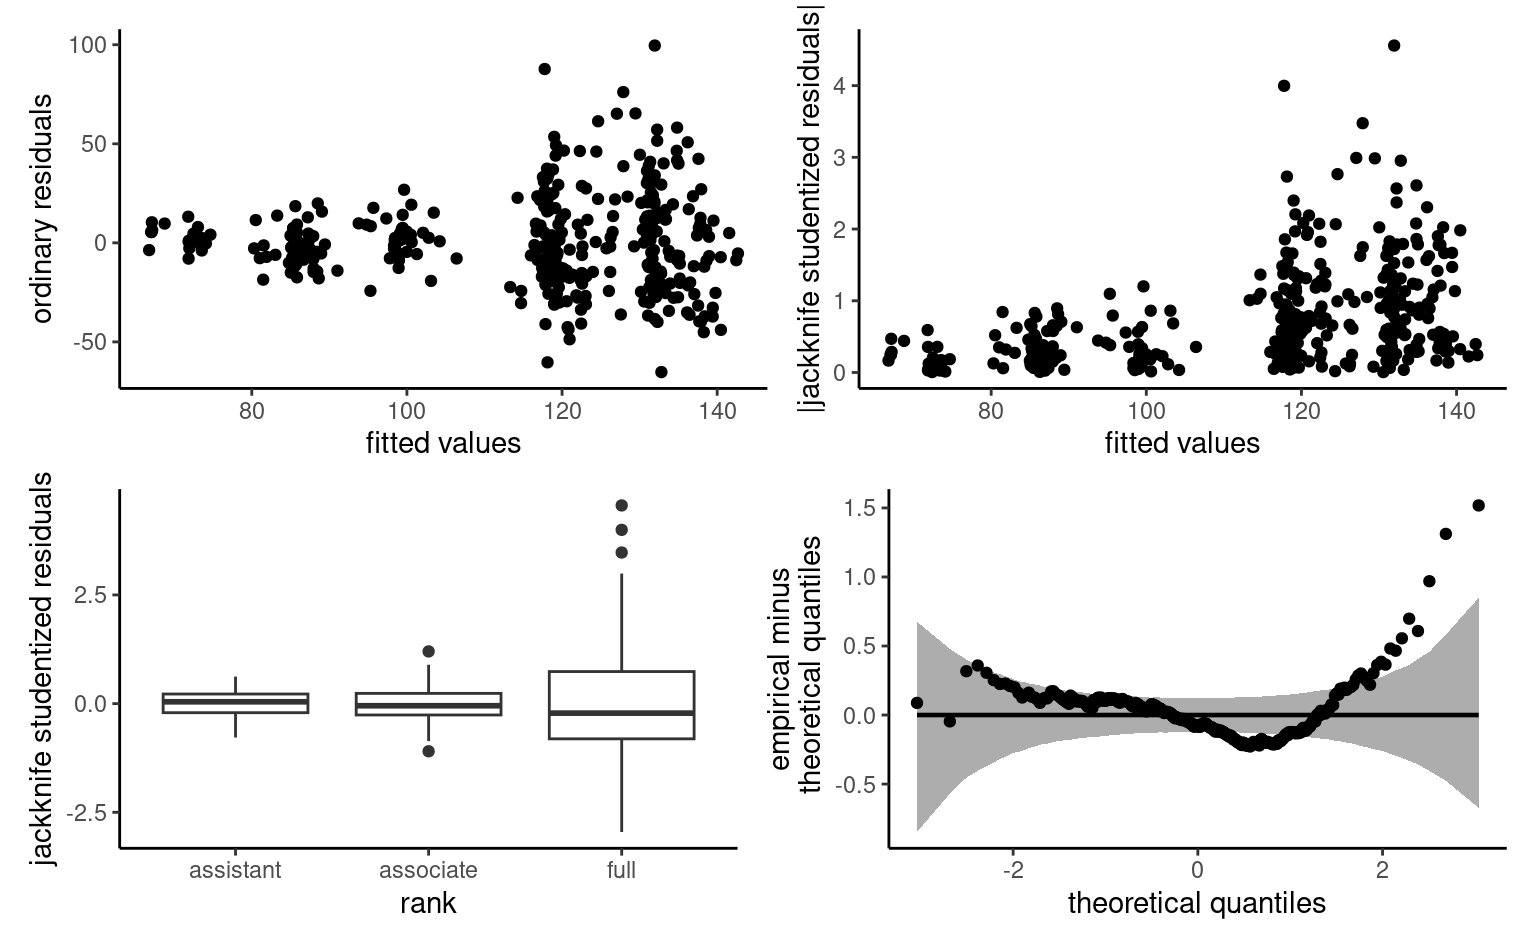 ordinary residuals
100
50
0
-50
80 100 120 140
fitted values
|jackknife studentized residuals|
4
3
2
1
0
80 100 120 140
fitted values
jackknife studentized residuals
2.5
0.0
-2.5
assistant associate full
rank
empirical minus
theoretical quantiles
1.5
1.0
0.5
0.0
-0.5
-2 0 2
theoretical quantiles